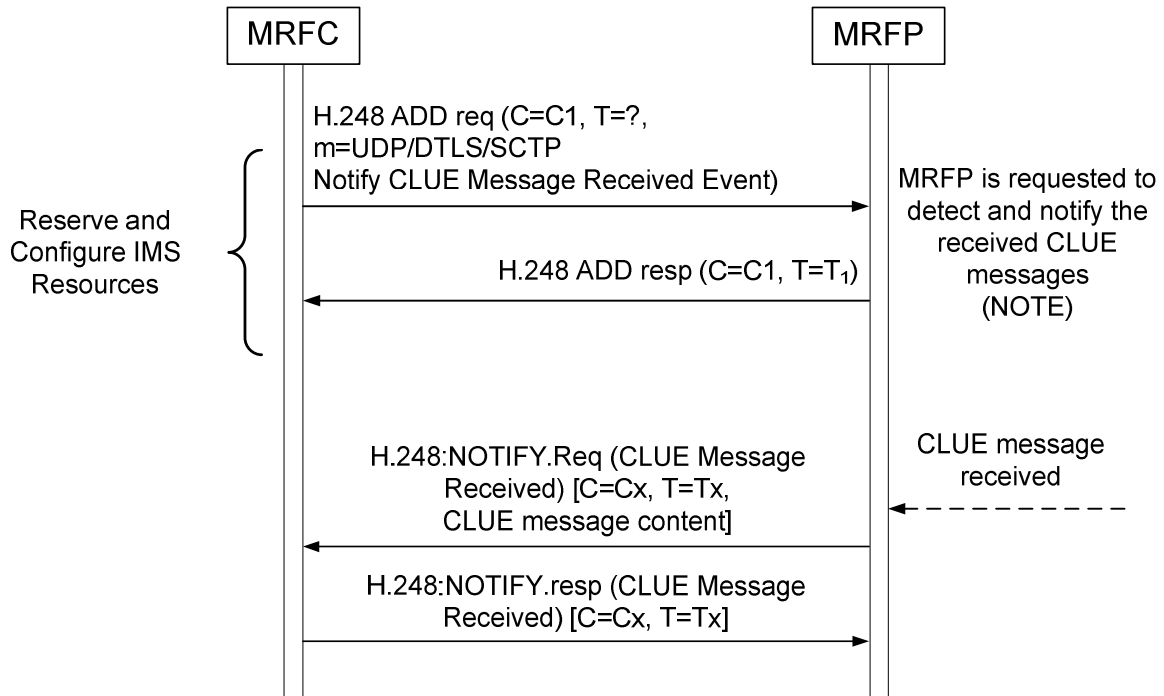 MRFC
MRFP
H.248 ADD req (C=C1, T=?,
m=UDP/DTLS/SCTP
Notify CLUE Message Received Event)
Reserve and
Configure IMS
Resources
MRFP is requested to
detect and notify the
received CLUE
messages
(NOTE)
H.248 ADD resp (C=C1, T=T₁)
CLUE message
received
H.248:NOTIFY.Req (CLUE Message
Received) [C=Cx, T=Tx,
CLUE message content]
H.248:NOTIFY.resp (CLUE Message
Received) [C=Cx, T=Tx]